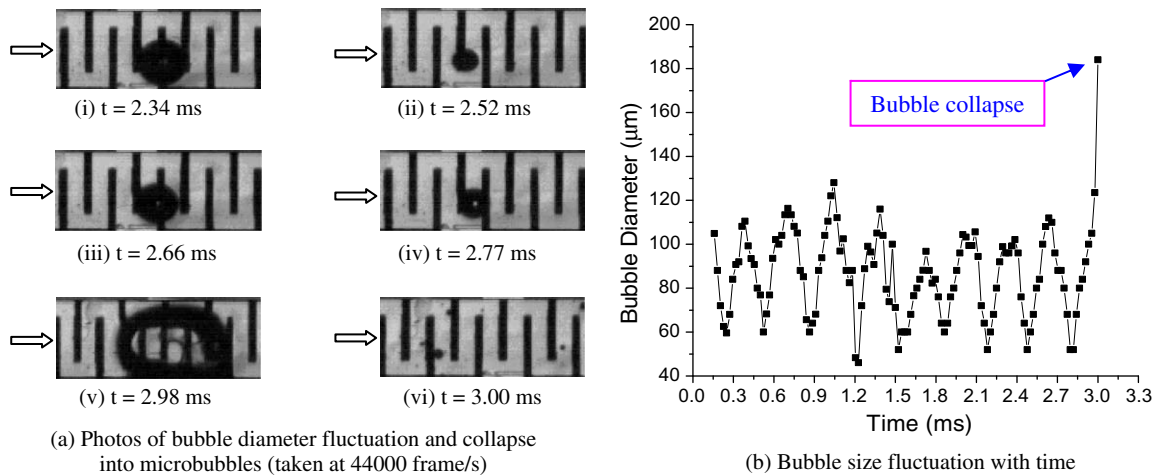 (i) t = 2.34 ms
(ii) t = 2.52 ms
(iii) t = 2.66 ms
(iv) t = 2.77 ms
(v) t = 2.98 ms
(vi) t = 3.00 ms
(a) Photos of bubble diameter fluctuation and collapse
into microbubbles (taken at 44000 frame/s)
Bubble Diameter (μm)
200
180
160
140
120
100
80
60
40
Bubble collapse
0.0 0.3 0.6 0.9 1.2 1.5 1.8 2.1 2.4 2.7 3.0 3.3
Time (ms)
(b) Bubble size fluctuation with time